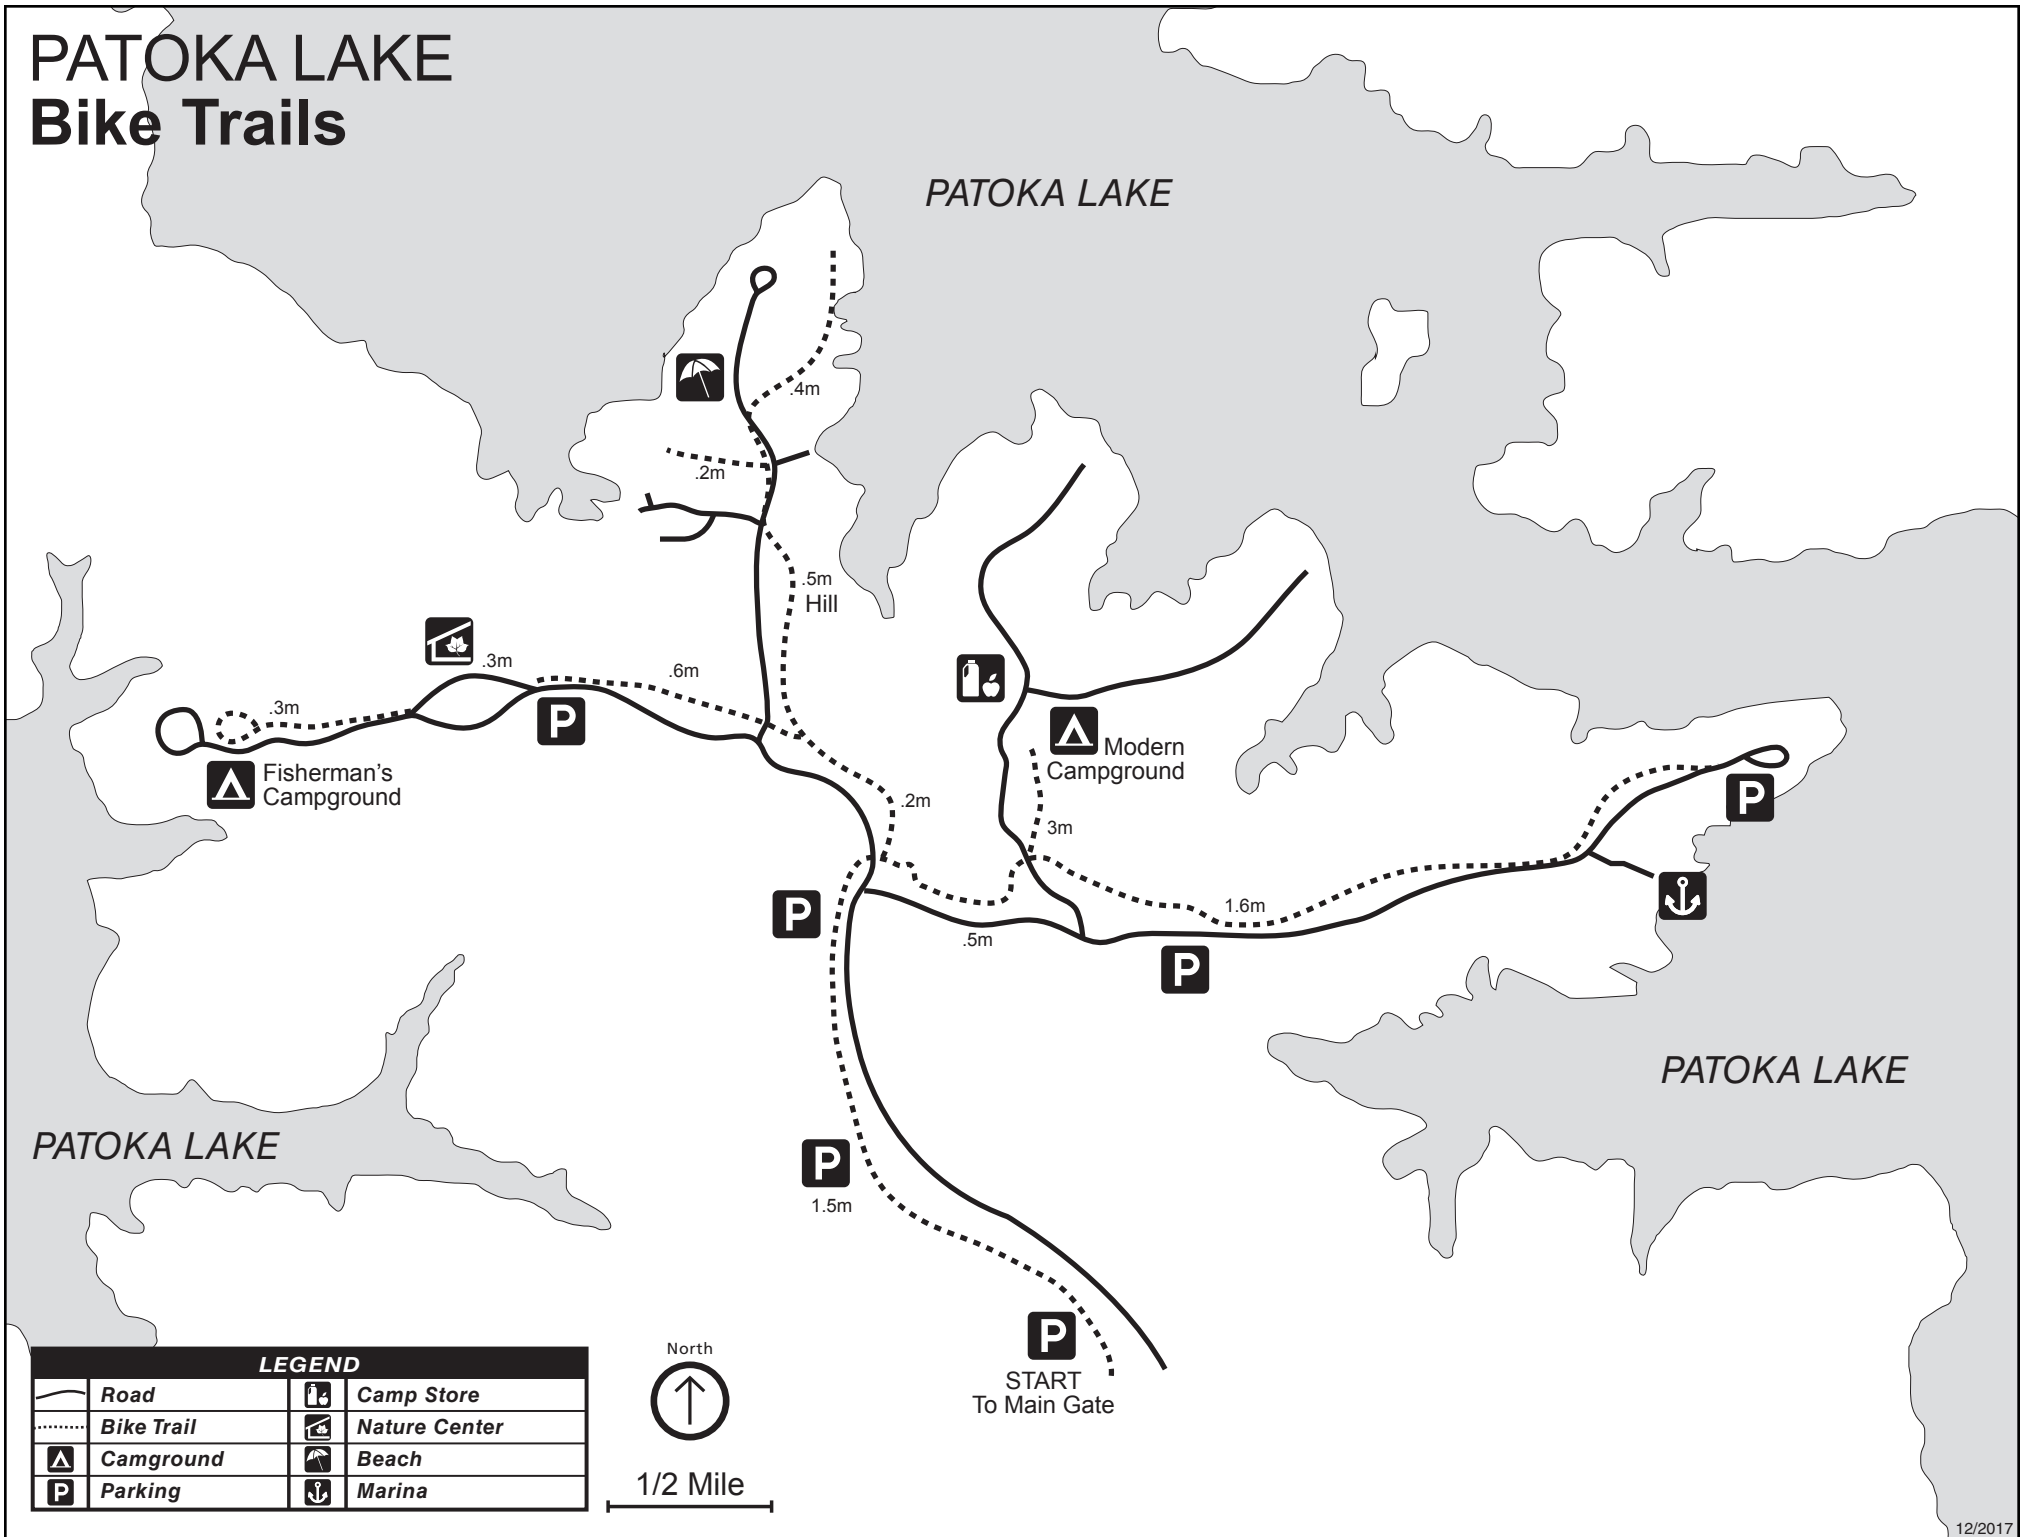 PATOKA LAKE
Bike Trails
PATOKA LAKE
.4m
.2m
.5m
Hill
.3m
.6m
.3m
P
Fisherman's
Campground
Modern
Campground
.2m
3m
P
1.6m
P
.5m
P
PATOKA LAKE
PATOKA LAKE
P
1.5m
P
START
To Main Gate
North
1/2 Mile
LEGEND
Road
Camp Store
Bike Trail
Nature Center
Camground
Beach
P
Parking
Marina
12/2017